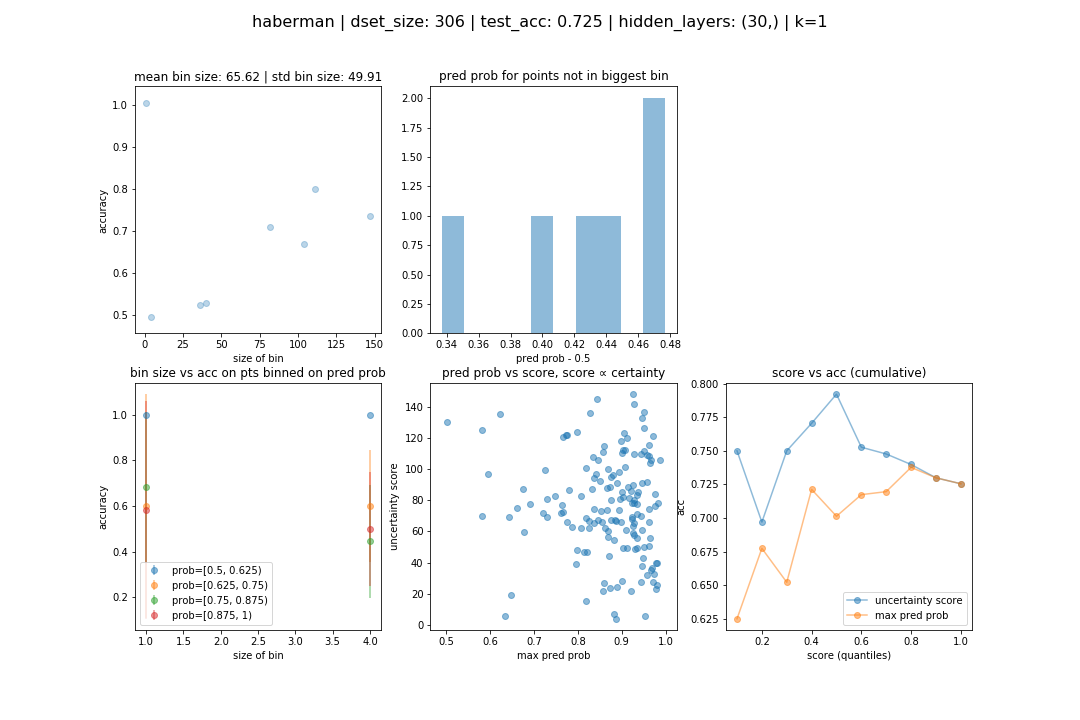 haberman | dset_size: 306 | test_acc: 0.725 | hidden_layers: (30,) | k=1
mean bin size: 65.62 | std bin size: 49.91
accuracy
1.0
0.9
0.8
0.7
0.6
0.5
0 25 50 75 100 125 150
size of bin
pred prob for points not in biggest bin
2.00
1.75
1.50
1.25
1.00
0.75
0.50
0.25
0.00
0.34 0.36 0.38 0.40 0.42 0.44 0.46 0.48
pred prob - 0.5
bin size vs acc on pts binned on pred prob
accuracy
1.0
0.8
0.6
0.4
0.2
prob=[0.5, 0.625)
prob=[0.625, 0.75)
prob=[0.75, 0.875)
prob=[0.875, 1)
1.0 1.5 2.0 2.5 3.0 3.5 4.0
size of bin
pred prob vs score, score ∝ certainty
uncertainty score
140
120
100
80
60
40
20
0
0.5 0.6 0.7 0.8 0.9 1.0
max pred prob
score vs acc (cumulative)
acc
0.800
0.775
0.750
0.725
0.700
0.675
0.650
0.625
uncertainty score
max pred prob
0.2 0.4 0.6 0.8 1.0
score (quantiles)